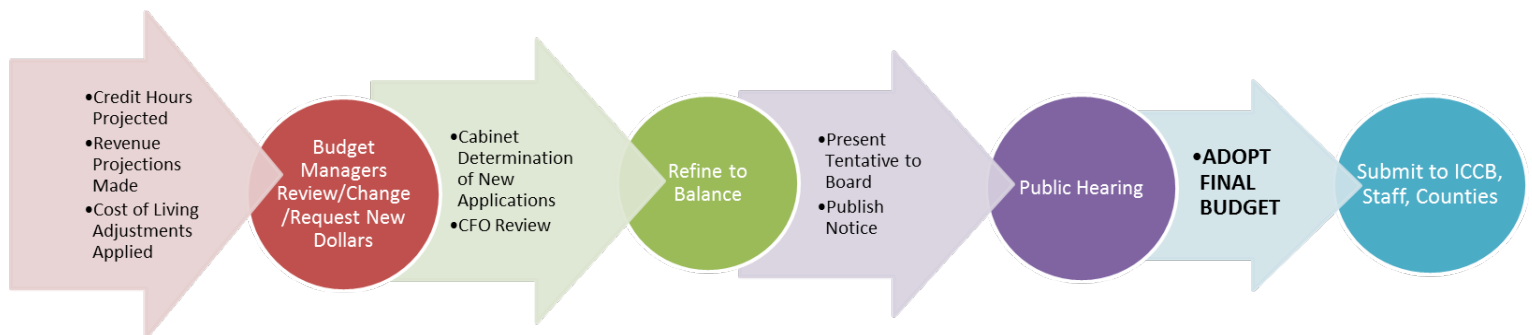 •Credit Hours
Projected
•Revenue
Projections
Made
•Cost of Living
Adjustments
Applied
Budget
Managers
Review/Change
/Request New
Dollars
•Cabinet
Determination
of New
Applications
•CFO Review
Refine to
Balance
•Present
Tentative to
Board
•Publish
Notice
Public Hearing
•ADOPT
FINAL
BUDGET
Submit to ICCB,
Staff, Counties